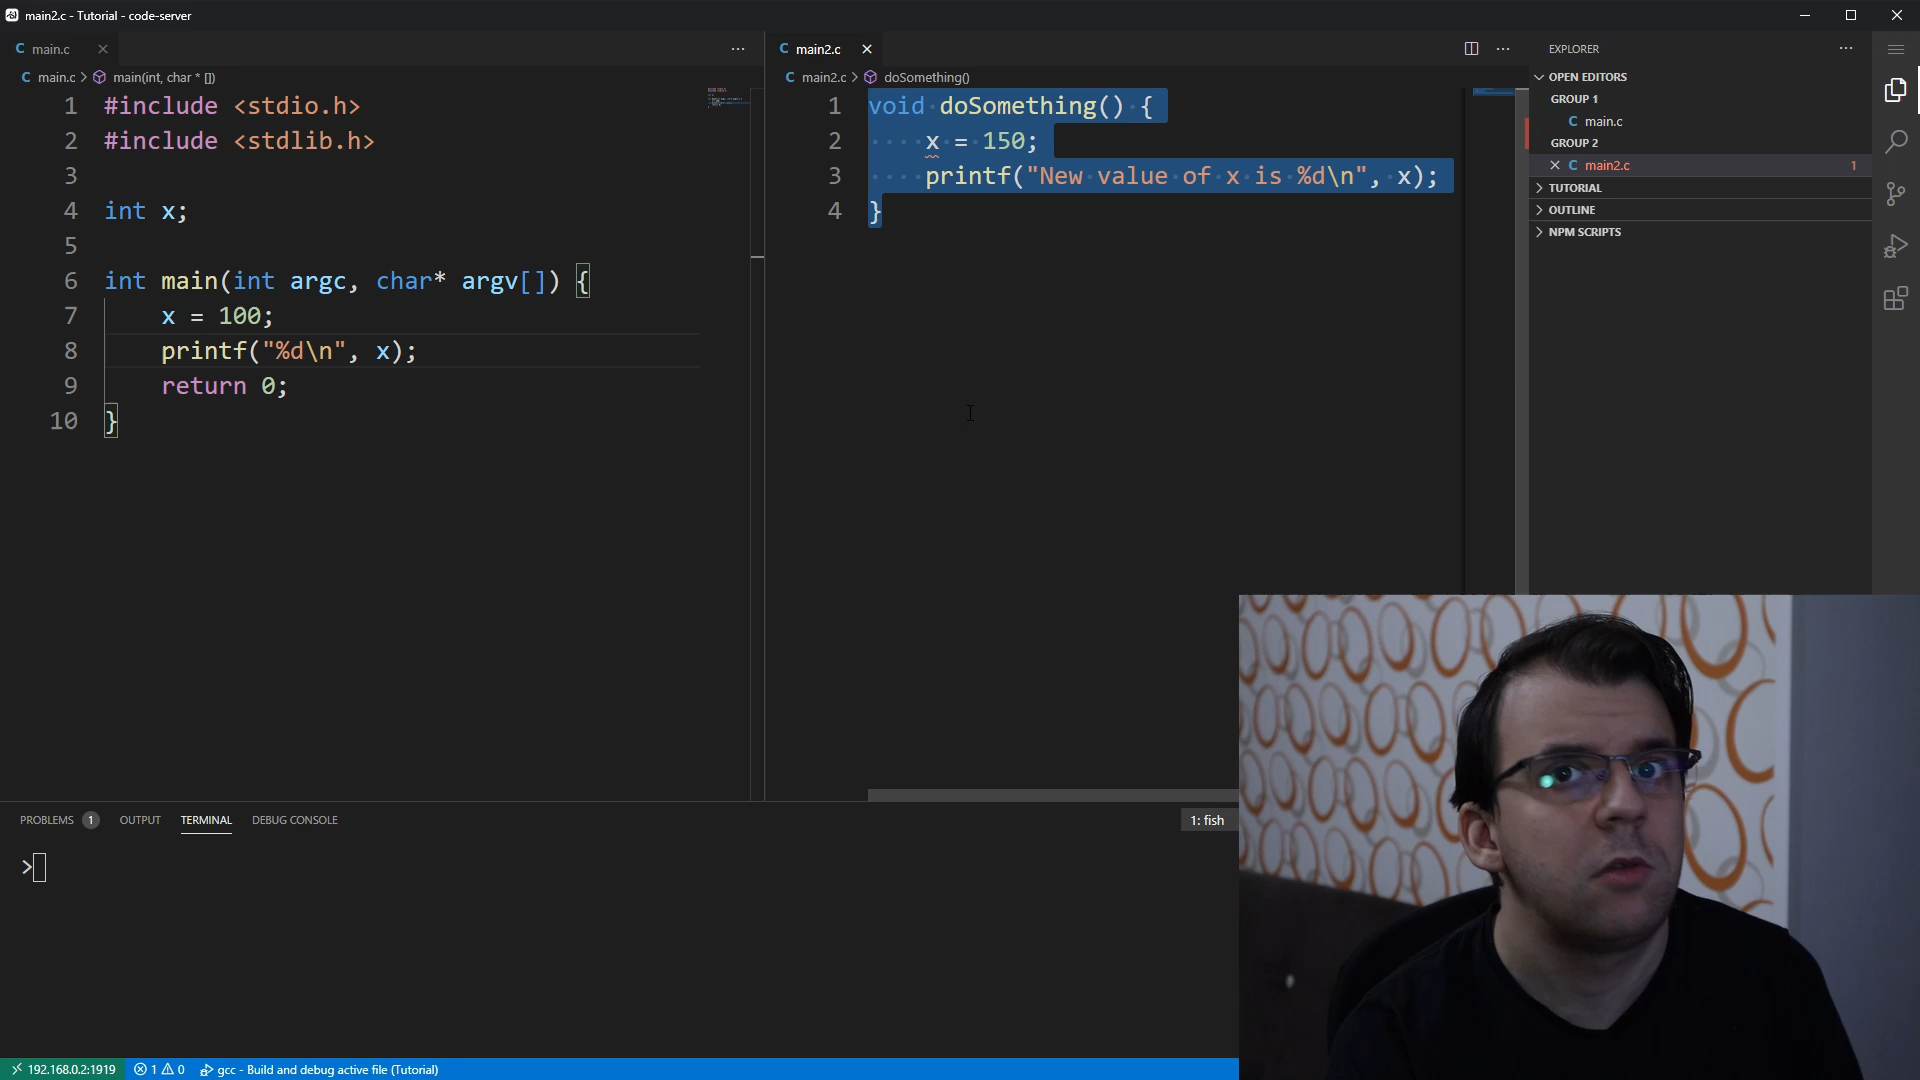 main2.c - Tutorial - code-server
main.c
main.c > main(int, char * [])
1 #include <stdio.h>
2 #include <stdlib.h>
3
4 int x;
5
6 int main(int argc, char* argv[]) {
7 x = 100;
8 printf("%d\n", x);
9 return 0;
10 }
main2.c
main2.c > doSomething()
1 void doSomething() {
2 x = 150;
3 printf("New value of x is %d\n", x);
4 }
EXPLORER
OPEN EDITORS
GROUP 1
C main.c
GROUP 2
C main2.c 1
TUTORIAL
OUTLINE
NPM SCRIPTS
PROBLEMS 1 OUTPUT TERMINAL DEBUG CONSOLE 1: fish
>
192.168.0.2:1919 1 0 gcc - Build and debug active file (Tutorial)